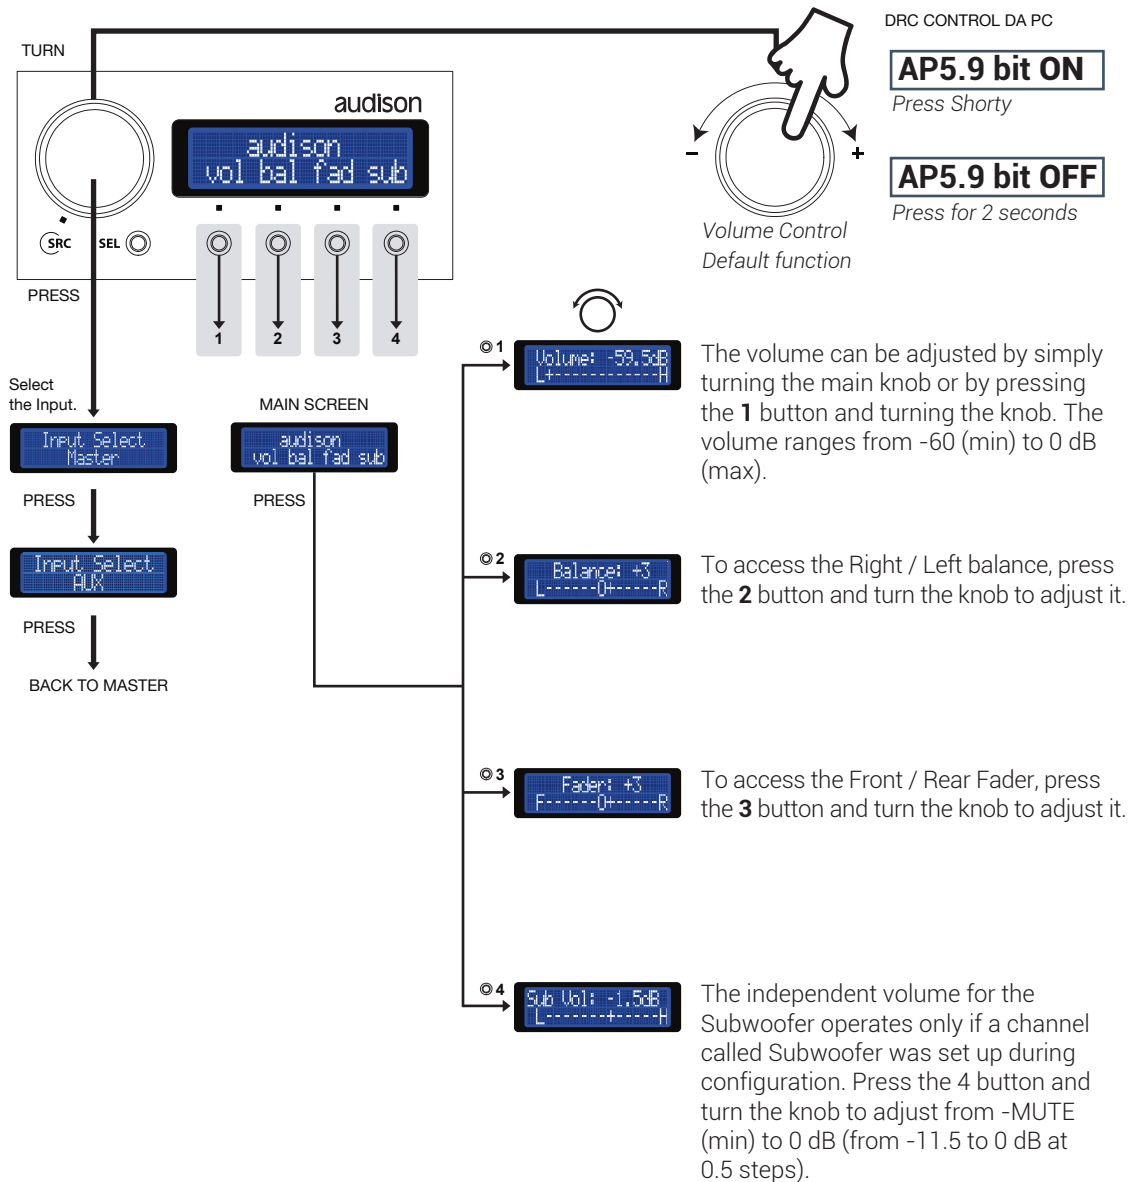 DRC CONTROL DA PC
TURN
AP5.9 bit ON
Press Shorty
audison
audison
vol bal fad sub
AP5.9 bit OFF
Press for 2 seconds
- +
Volume Control
Default function
SRC SEL
PRESS
1 2 3 4
1
Volume: -59.5dB
L+------------H
The volume can be adjusted by simply
turning the main knob or by pressing
the 1 button and turning the knob. The
volume ranges from -60 (min) to 0 dB
(max).
Select
the Input.
Input Select
Master
PRESS
Input Select
AUX
PRESS
BACK TO MASTER
MAIN SCREEN
audison
vol bal fad sub
PRESS
2
Balance: +3
L------0+-----R
To access the Right / Left balance, press
the 2 button and turn the knob to adjust it.
3
Fader: +3
F------0+-----R
To access the Front / Rear Fader, press
the 3 button and turn the knob to adjust it.
4
Sub Vol: -1.5dB
L-------+-----H
The independent volume for the
Subwoofer operates only if a channel
called Subwoofer was set up during
configuration. Press the 4 button and
turn the knob to adjust from -MUTE
(min) to 0 dB (from -11.5 to 0 dB at
0.5 steps).